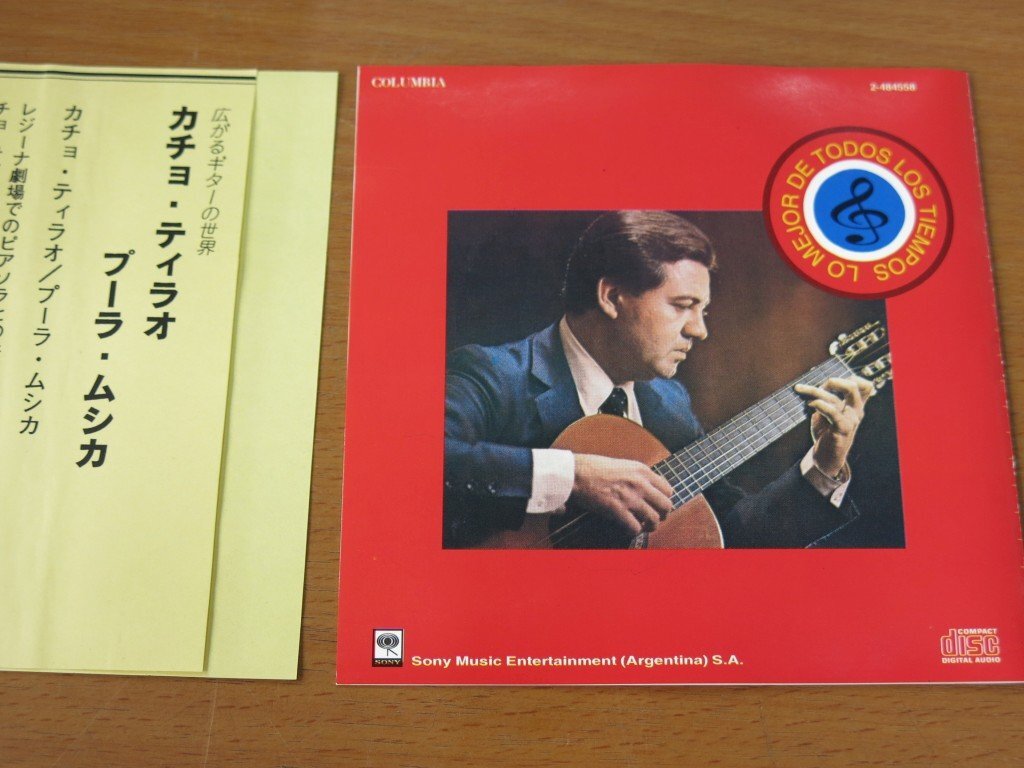 広がるギターの世界
カチョ・ティラオ
プーラ・ムシカ
カチョ・ティラオ/プーラ・ムシカ
レジーナ劇場でのピアソラとの
COLUMBIA
2-484558
LO MEJOR DE TODOS LOS TIEMPOS
SONY
Sony Music Entertainment (Argentina) S.A.
COMPACT
disc
DIGITAL AUDIO